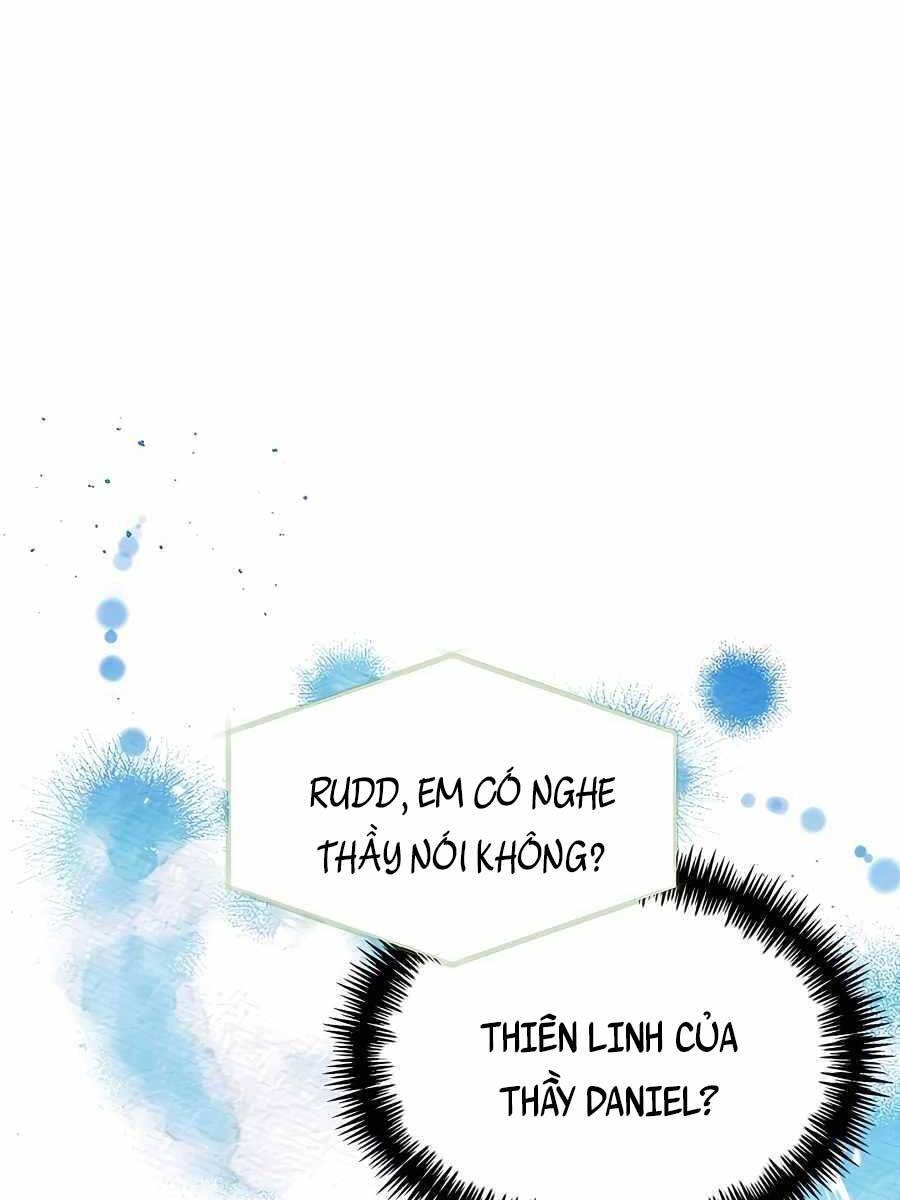 RUDD, EM CÓ NGHE
THẦY NÓI KHÔNG?
THIÊN LINH CỦA
THẦY DANIEL?